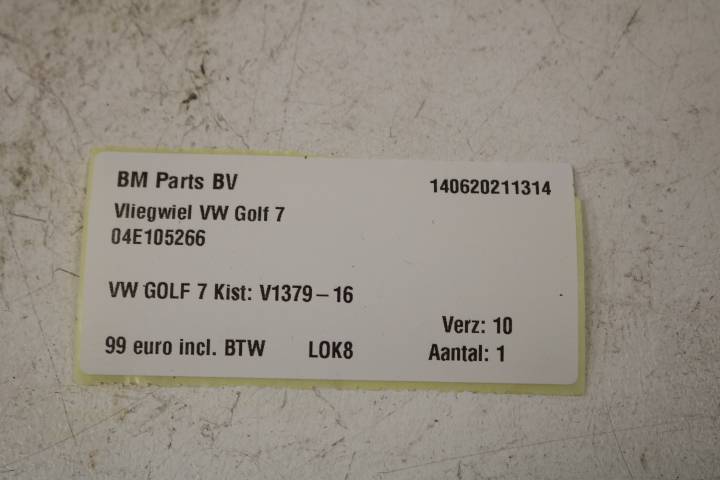 BM Parts BV 140620211314
Vliegwiel VW Golf 7
04E105266
VW GOLF 7 Kist: V1379-16
Verz: 10
99 euro incl. BTW LOK8 Aantal: 1